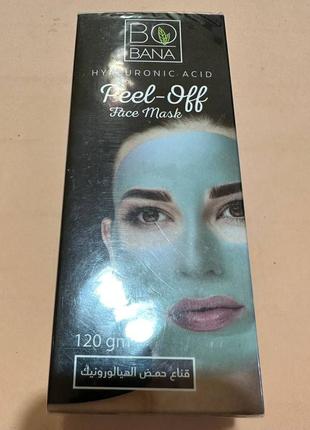 BO
BANA
HYALURONIC ACID
Peel-Off
Face Mask
120 gm
قناع حمض الهيالورونيك